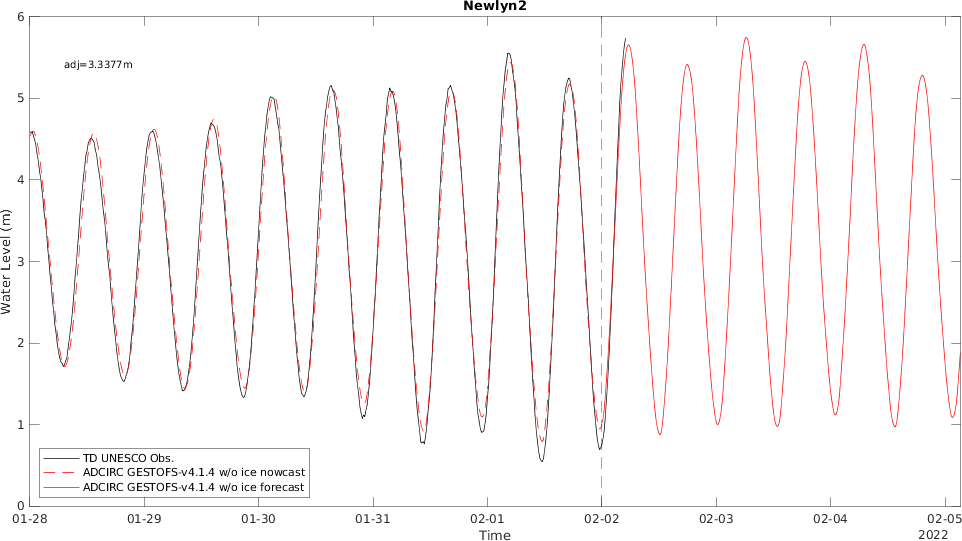 Newlyn2
6
adj=3.3377m
5
4
3
2
1
0
Water Level (m)
TD UNESCO Obs.
ADCIRC GESTOFS-v4.1.4 w/o ice nowcast
ADCIRC GESTOFS-v4.1.4 w/o ice forecast
01-28 01-29 01-30 01-31 02-01 02-02 02-03 02-04 02-05
Time
2022